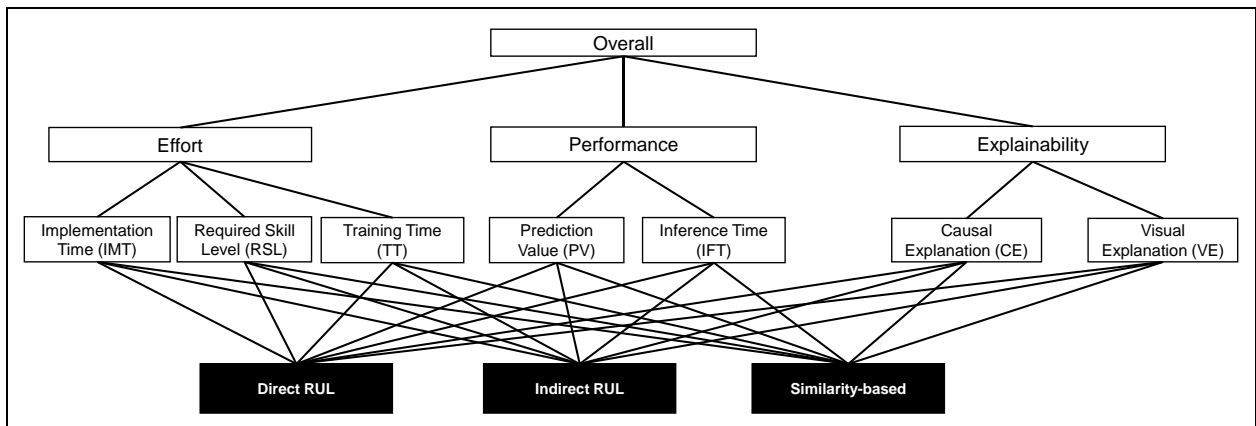 Overall
Effort
Performance
Explainability
Implementation
Time (IMT)
Required Skill
Level (RSL)
Training Time
(TT)
Prediction
Value (PV)
Inference Time
(IFT)
Causal
Explanation (CE)
Visual
Explanation (VE)
Direct RUL
Indirect RUL
Similarity-based